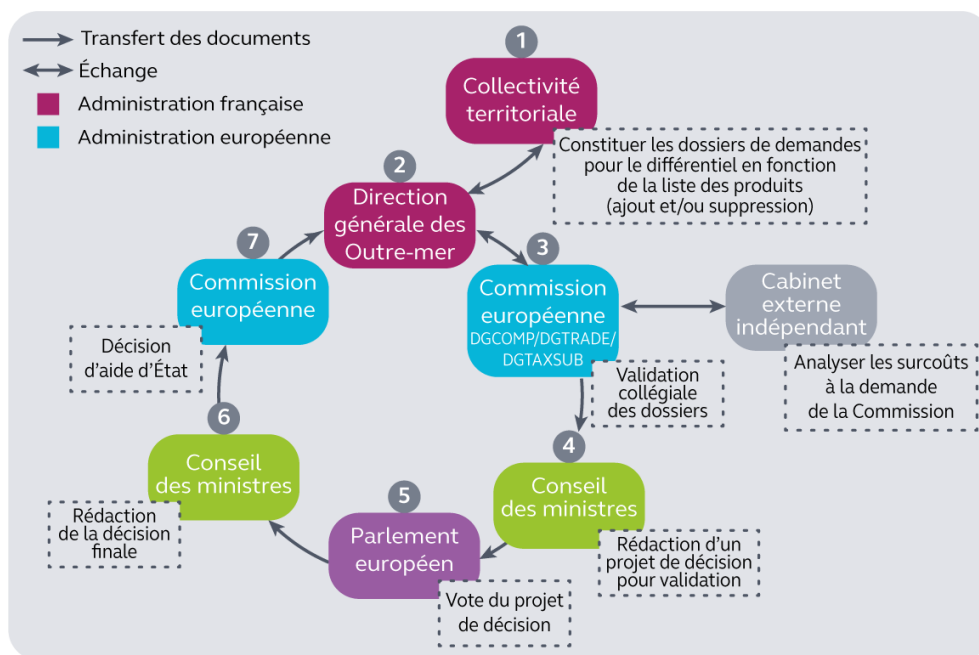 Transfert des documents
Échange
Administration française
Administration européenne
1
Collectivité
territoriale
Constituer les dossiers de demandes
pour le différentiel en fonction
de la liste des produits
(ajout et/ou suppression)
2
Direction
générale des
Outre-mer
3
Commission
européenne
DGCOMP/DGTRADE/
DGTAXSUB
Validation
collégiale
des dossiers
Cabinet
externe
indépendant
Analyser les surcoûts
à la demande
de la Commission
4
Conseil
des ministres
Rédaction d'un
projet de décision
pour validation
5
Parlement
européen
Vote du projet
de décision
6
Conseil
des ministres
Rédaction
de la décision
finale
7
Commission
européenne
Décision
d'aide d'État